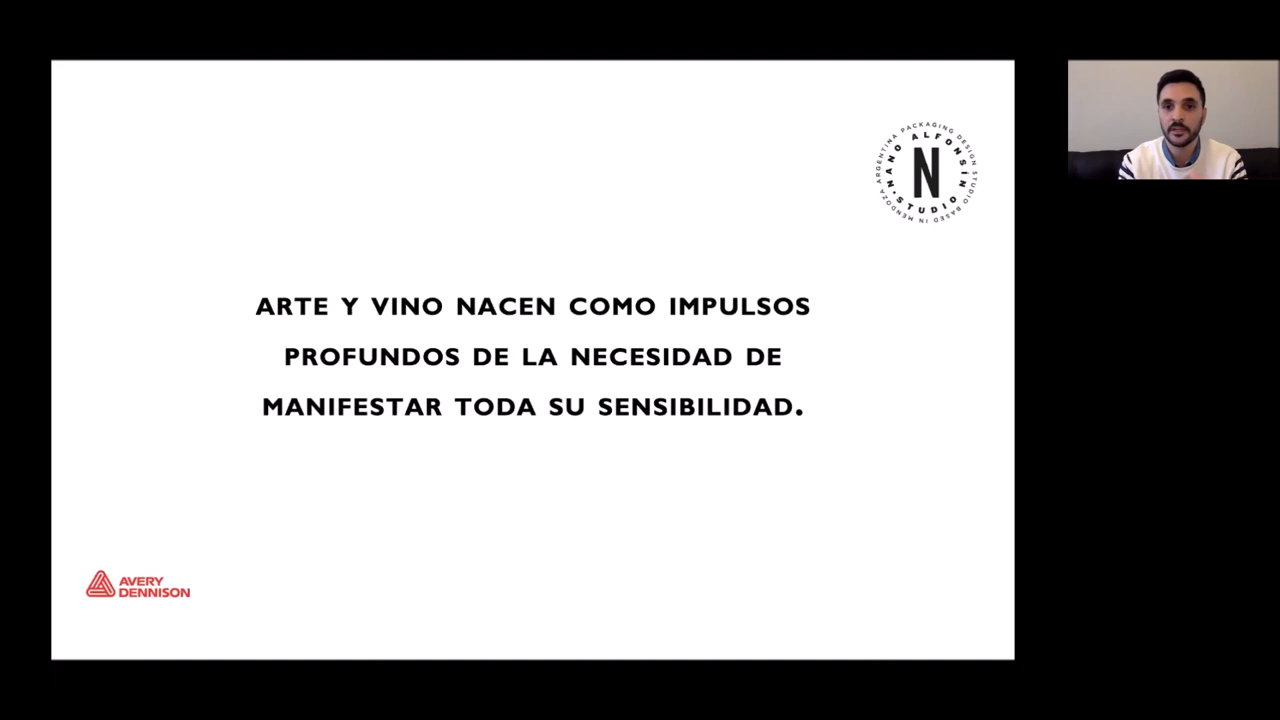 ARGENTINA PACKAGING DESIGN STUDIO BASED IN MENDOZA
NANO ALFONSÍN • STUDIO
N
ARTE Y VINO NACEN COMO IMPULSOS
PROFUNDOS DE LA NECESIDAD DE
MANIFESTAR TODA SU SENSIBILIDAD.
AVERY
DENNISON